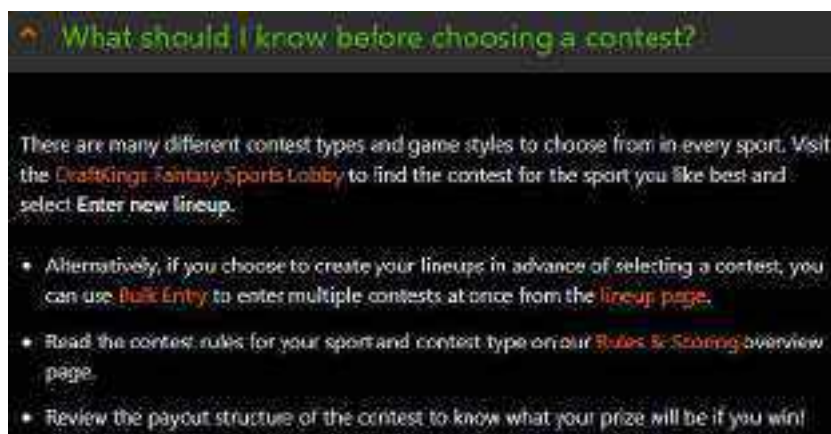 What should I know before choosing a contest?
There are many different contest types and game styles to choose from in every sport. Visit
the DraftKings Fantasy Sports Lobby to find the contest for the sport you like best and
select Enter new lineup.
• Alternatively, if you choose to create your lineups in advance of selecting a contest, you
can use Bulk Entry to enter multiple contests at once from the lineup page.
• Read the contest rules for your sport and contest type on our Rules & Scoring overview
page.
• Review the payout structure of the contest to know what your prize will be if you win!